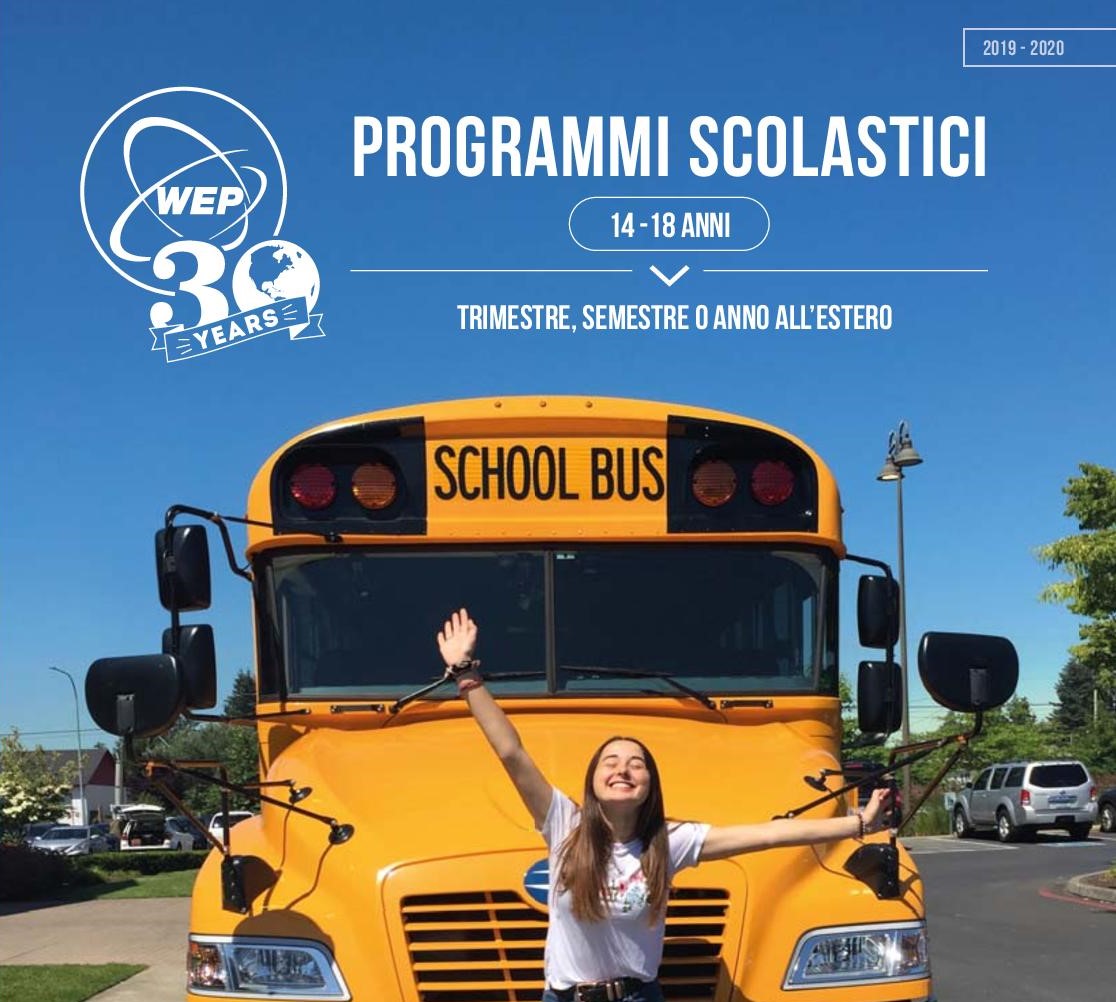 2019 - 2020
PROGRAMMI SCOLASTICI
WEP
14 - 18 ANNI
30
YEARS
TRIMESTRE, SEMESTRE O ANNO ALL'ESTERO
SCHOOL BUS